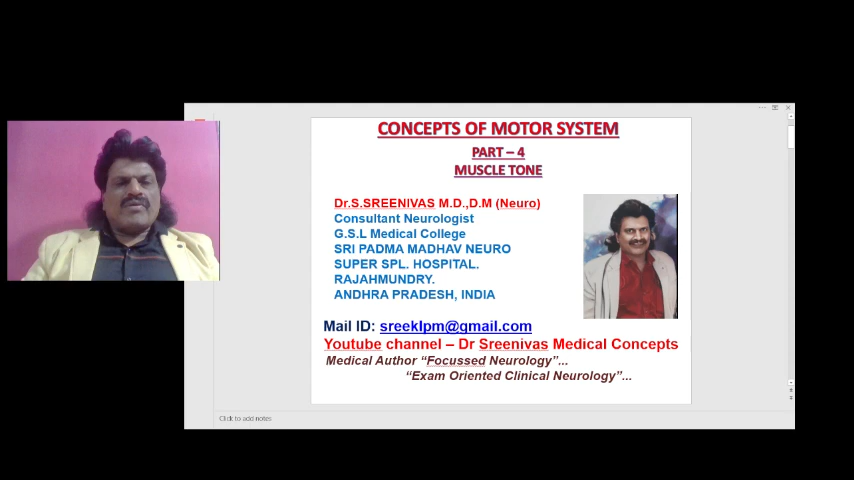 CONCEPTS OF MOTOR SYSTEM
PART – 4
MUSCLE TONE
Dr.S.SREENIVAS M.D.,D.M (Neuro)
Consultant Neurologist
G.S.L Medical College
SRI PADMA MADHAV NEURO
SUPER SPL. HOSPITAL.
RAJAHMUNDRY.
ANDHRA PRADESH, INDIA
Mail ID: sreeklpm@gmail.com
Youtube channel – Dr Sreenivas Medical Concepts
Medical Author “Focussed Neurology”...
“Exam Oriented Clinical Neurology”...
Click to add notes